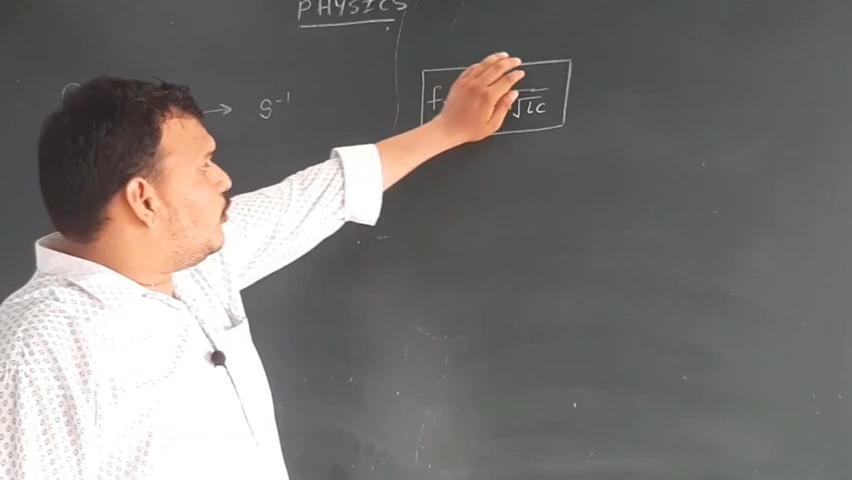 PHYSICS
→ S⁻¹
f √LC